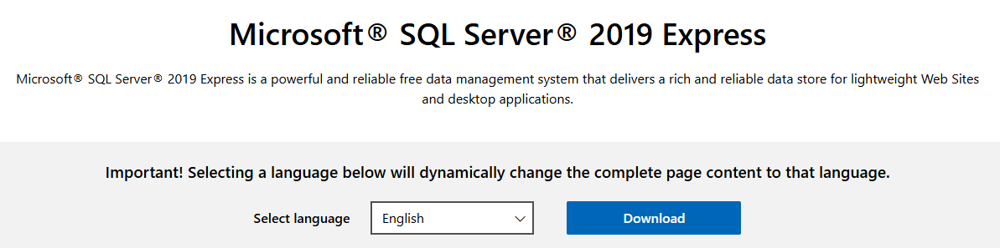 Microsoft® SQL Server® 2019 Express
Microsoft® SQL Server® 2019 Express is a powerful and reliable free data management system that delivers a rich and reliable data store for lightweight Web Sites
and desktop applications.
Important! Selecting a language below will dynamically change the complete page content to that language.
Select language English Download